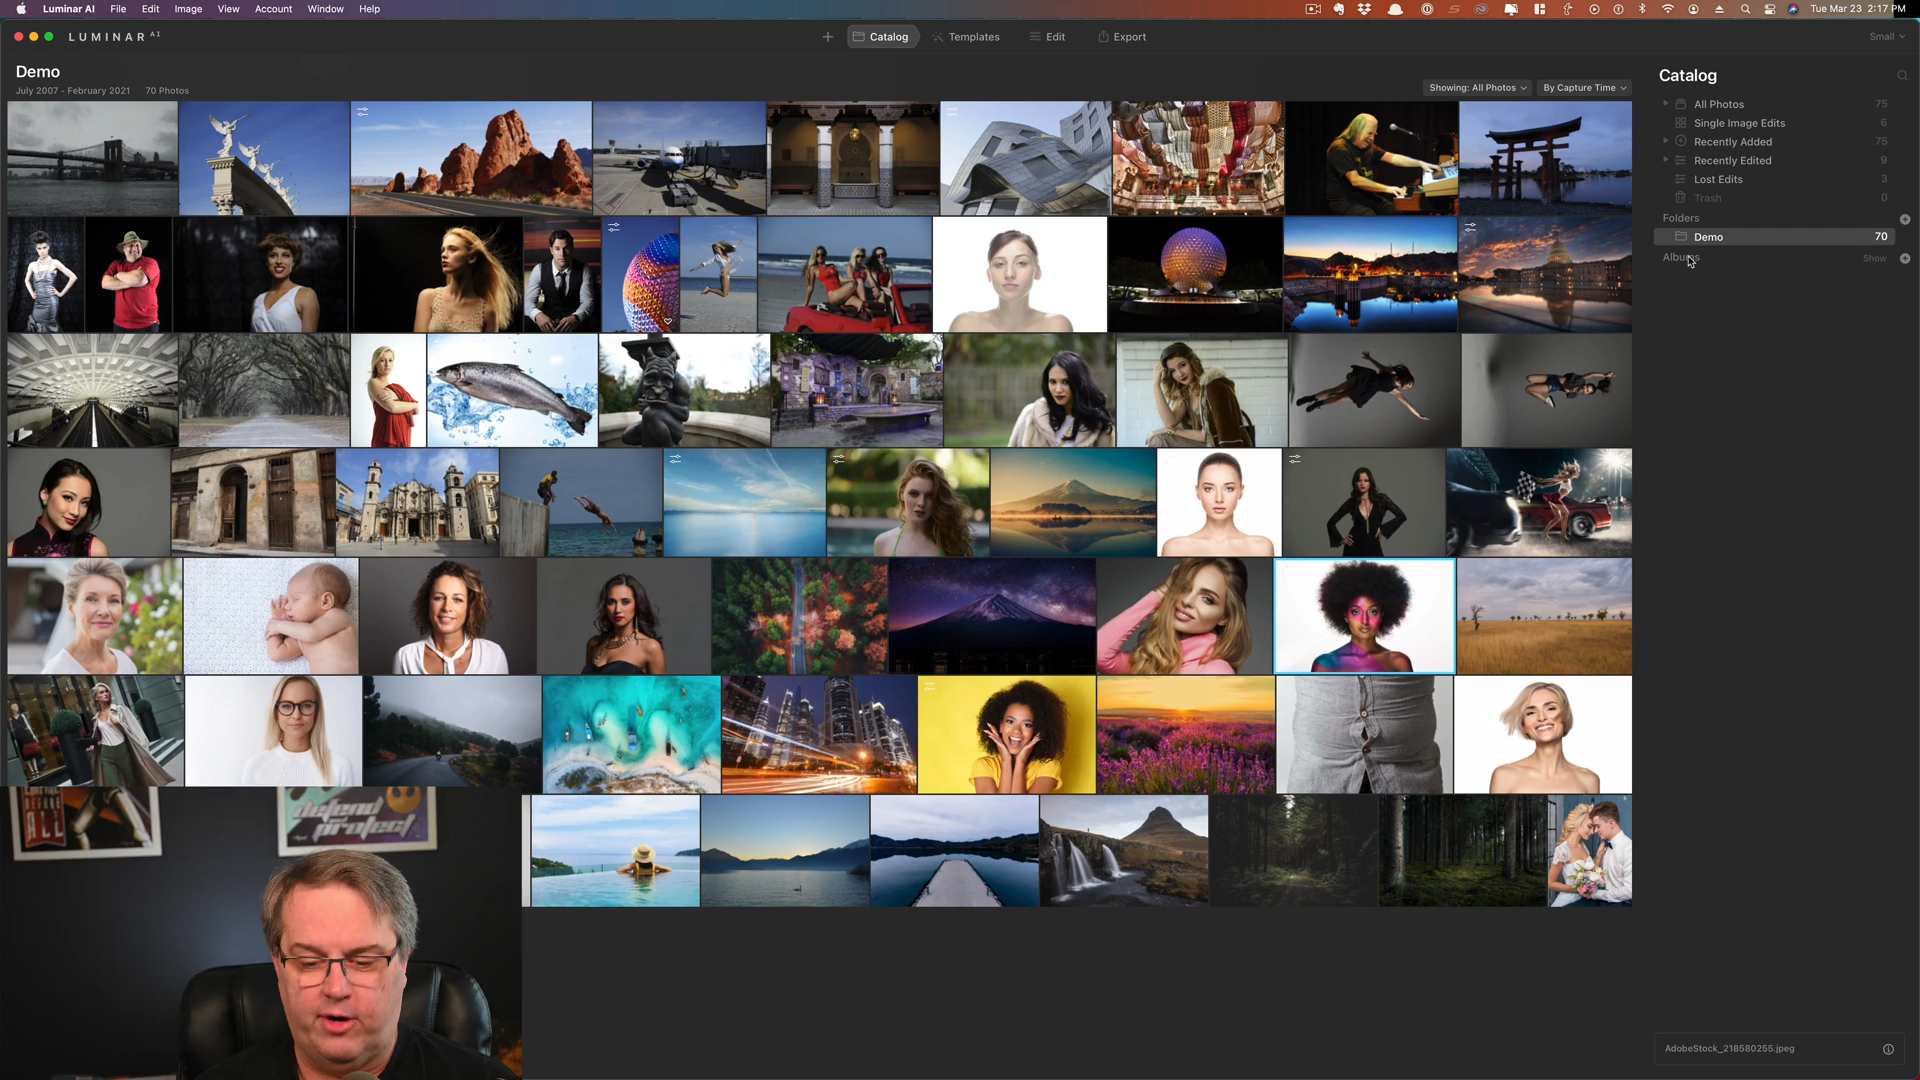 Luminar AI File Edit Image View Account Window Help
Tue Mar 23 2:17 PM
LUMINAR AI
Catalog Templates Edit Export
Small
Demo
July 2007 - February 2021 70 Photos
Showing: All Photos By Capture Time
Catalog
All Photos 75
Single Image Edits 6
Recently Added 75
Recently Edited 9
Lost Edits 3
Trash 0
Folders
Demo 70
Albums Show
defend
protect
ALL
AdobeStock_218580255.jpeg